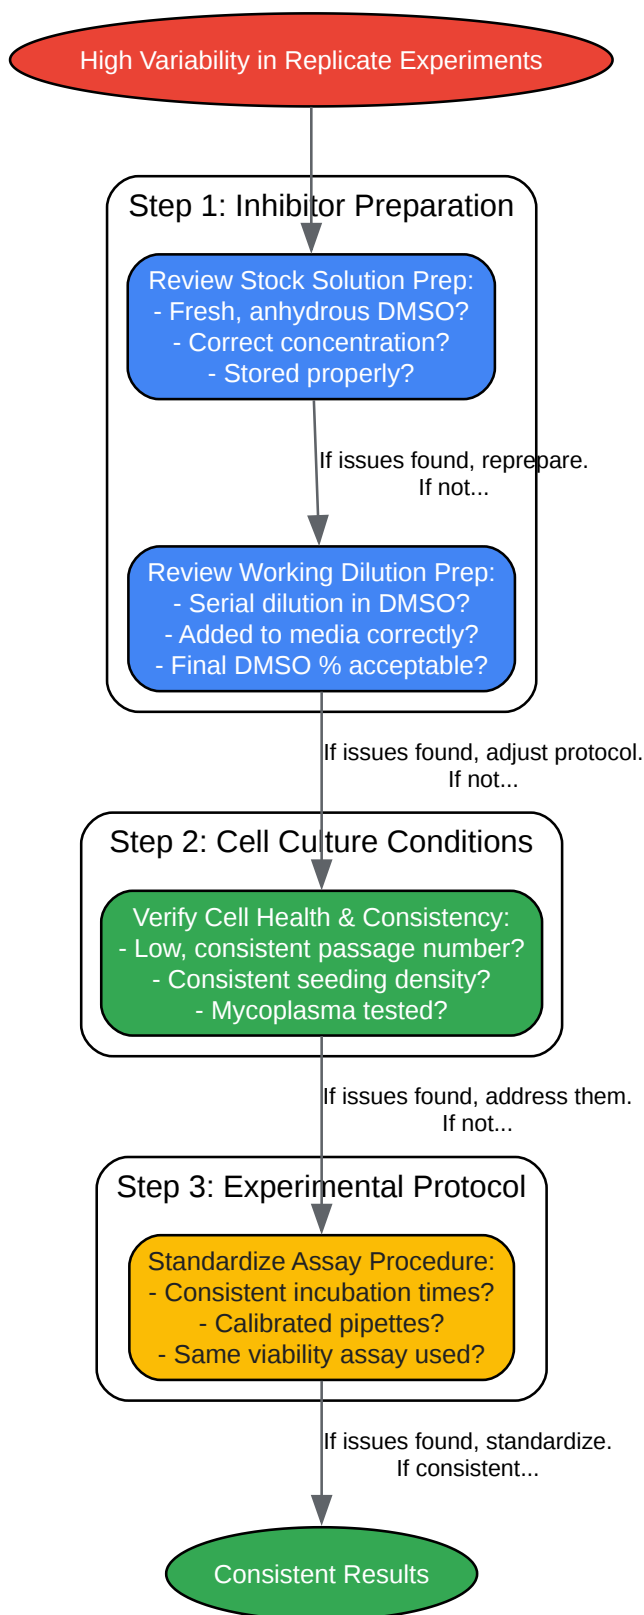 High Variability in Replicate Experiments
Step 1: Inhibitor Preparation
Review Stock Solution Prep:
- Fresh, anhydrous DMSO?
- Correct concentration?
- Stored properly?
If issues found, reprepare.
If not...
Review Working Dilution Prep:
- Serial dilution in DMSO?
- Added to media correctly?
- Final DMSO % acceptable?
If issues found, adjust protocol.
If not...
Step 2: Cell Culture Conditions
Verify Cell Health & Consistency:
- Low, consistent passage number?
- Consistent seeding density?
- Mycoplasma tested?
If issues found, address them.
If not...
Step 3: Experimental Protocol
Standardize Assay Procedure:
- Consistent incubation times?
- Calibrated pipettes?
- Same viability assay used?
If issues found, standardize.
If consistent...
Consistent Results